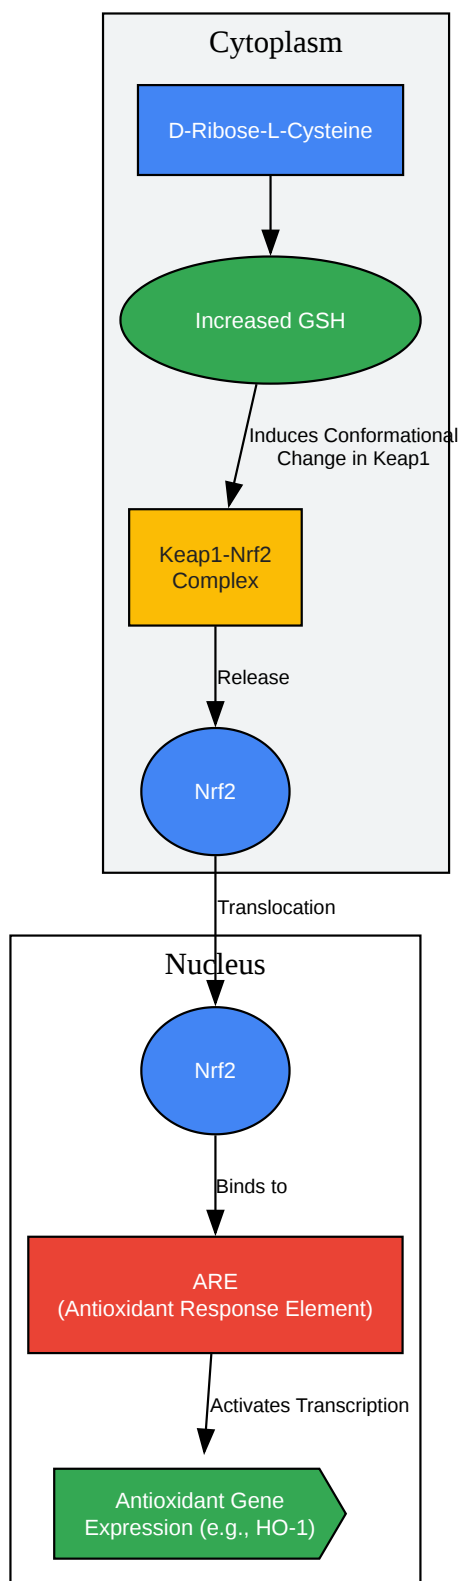 Cytoplasm
D-Ribose-L-Cysteine
Increased GSH
Induces Conformational
Change in Keap1
Keap1-Nrf2
Complex
Release
Nrf2
Translocation
Nucleus
Nrf2
Binds to
ARE
(Antioxidant Response Element)
Activates Transcription
Antioxidant Gene
Expression (e.g., HO-1)